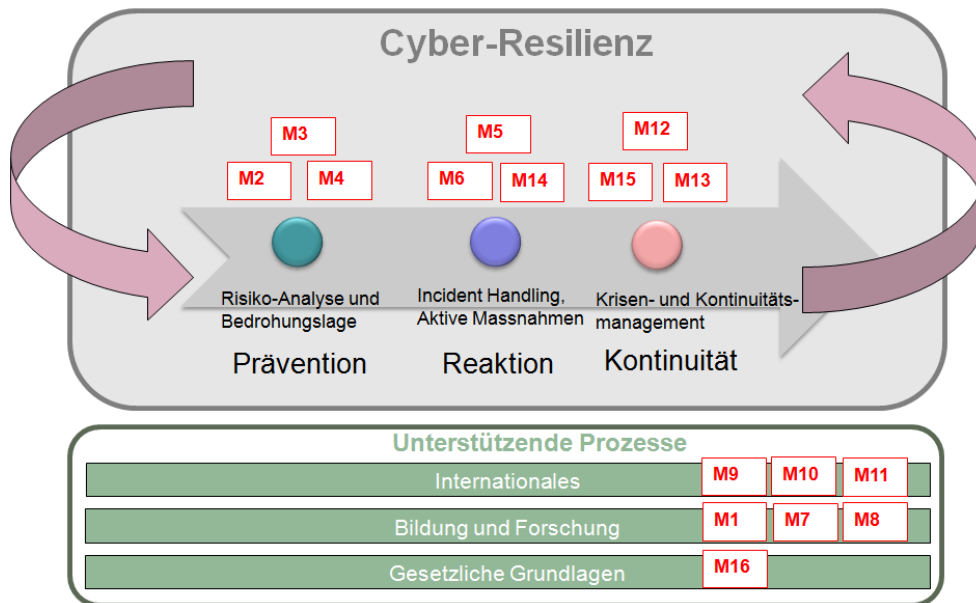 Cyber-Resilienz
M3
M2 M4
M5
M6 M14
M12
M15 M13
Risiko-Analyse und
Bedrohungslage
Prävention
Incident Handling,
Aktive Massnahmen
Reaktion
Krisen- und Kontinuitäts-
management
Kontinuität
Unterstützende Prozesse
Internationales M9 M10 M11
Bildung und Forschung M1 M7 M8
Gesetzliche Grundlagen M16